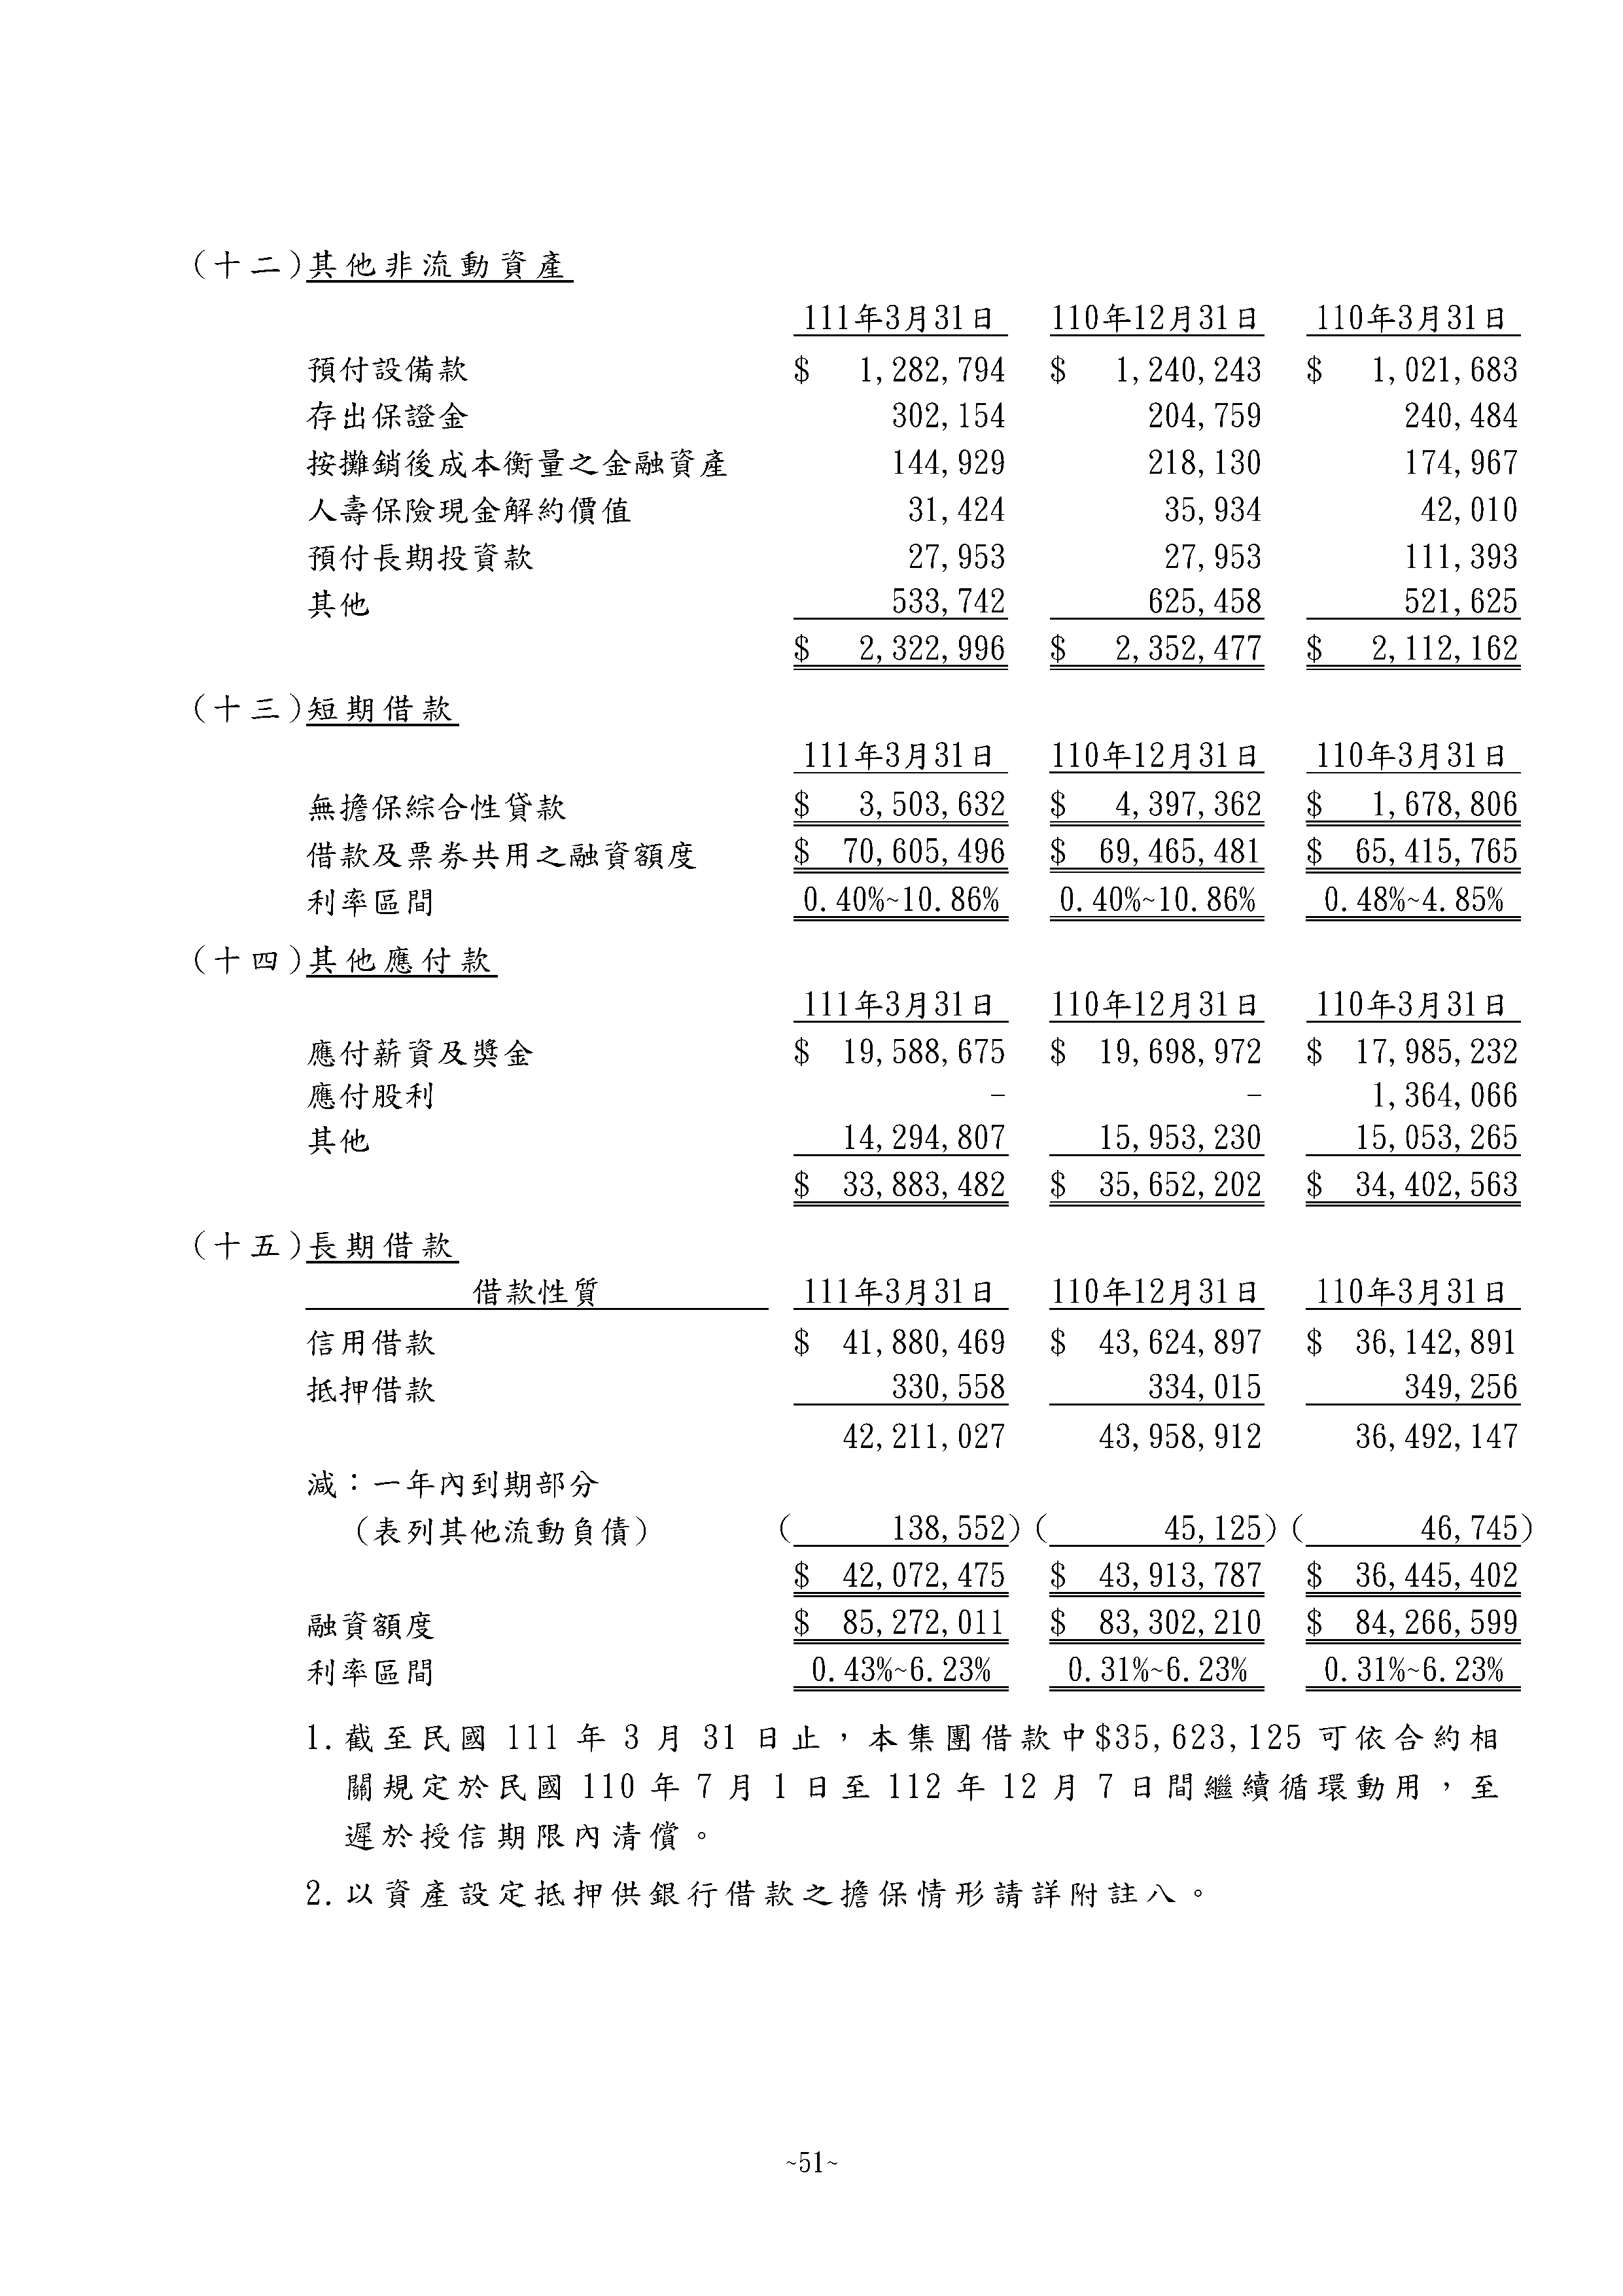 (十二)其他非流動資產
111年3月31日 110年12月31日 110年3月31日
預付設備款 $ 1,282,794 $ 1,240,243 $ 1,021,683
存出保證金 302,154 204,759 240,484
按攤銷後成本衡量之金融資產 144,929 218,130 174,967
人壽保險現金解約價值 31,424 35,934 42,010
預付長期投資款 27,953 27,953 111,393
其他 533,742 625,458 521,625
$ 2,322,996 $ 2,352,477 $ 2,112,162
(十三)短期借款
111年3月31日 110年12月31日 110年3月31日
無擔保綜合性貸款 $ 3,503,632 $ 4,397,362 $ 1,678,806
借款及票券共用之融資額度 $ 70,605,496 $ 69,465,481 $ 65,415,765
利率區間 0.40%~10.86% 0.40%~10.86% 0.48%~4.85%
(十四)其他應付款
111年3月31日 110年12月31日 110年3月31日
應付薪資及獎金 $ 19,588,675 $ 19,698,972 $ 17,985,232
應付股利 - - 1,364,066
其他 14,294,807 15,953,230 15,053,265
$ 33,883,482 $ 35,652,202 $ 34,402,563
(十五)長期借款
借款性質 111年3月31日 110年12月31日 110年3月31日
信用借款 $ 41,880,469 $ 43,624,897 $ 36,142,891
抵押借款 330,558 334,015 349,256
42,211,027 43,958,912 36,492,147
減：一年內到期部分
(表列其他流動負債) ( 138,552) ( 45,125) ( 46,745)
$ 42,072,475 $ 43,913,787 $ 36,445,402
融資額度 $ 85,272,011 $ 83,302,210 $ 84,266,599
利率區間 0.43%~6.23% 0.31%~6.23% 0.31%~6.23%
1.截至民國 111 年 3 月 31 日止，本集團借款中$35,623,125 可依合約相
關規定於民國 110 年 7 月 1 日至 112 年 12 月 7 日間繼續循環動用，至
遲於授信期限內清償。
2.以資產設定抵押供銀行借款之擔保情形請詳附註八。
~51~